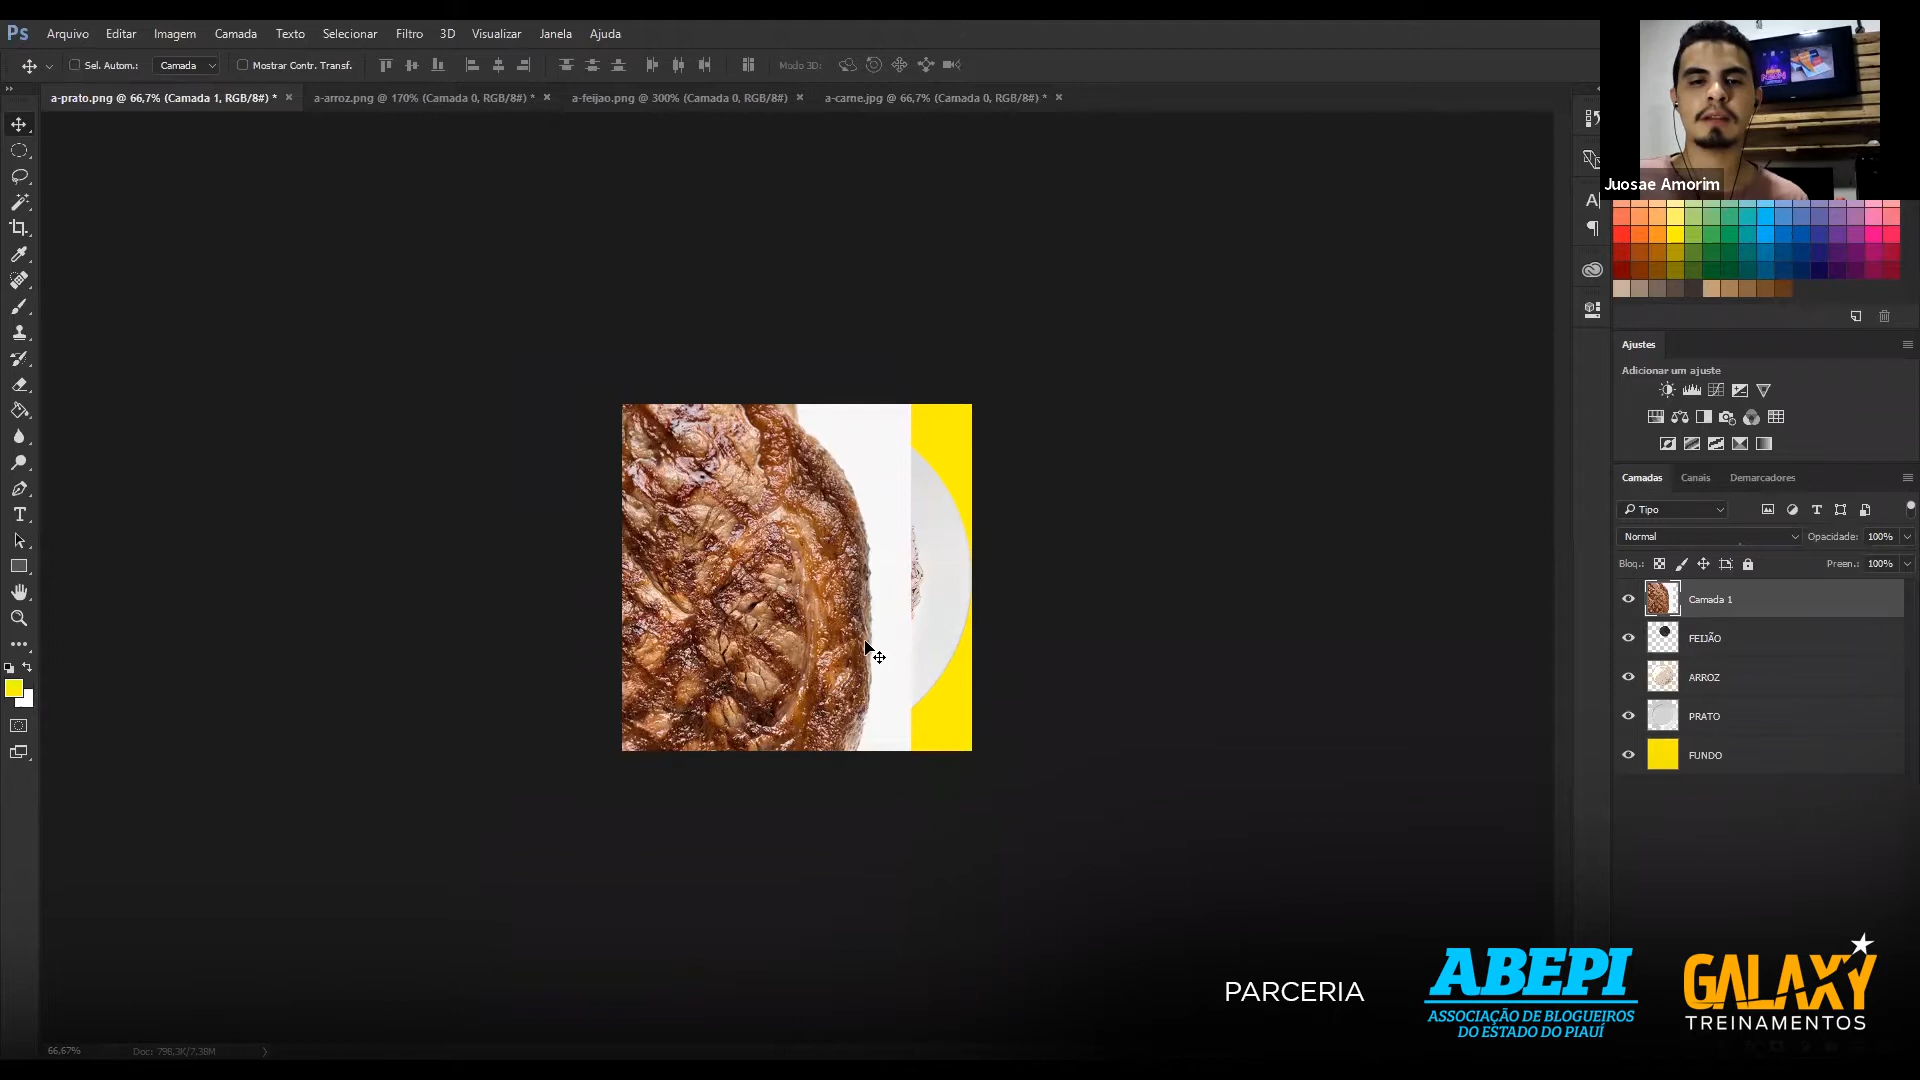 Ps Arquivo Editar Imagem Camada Texto Selecionar Filtro 3D Visualizar Janela Ajuda
Sel. Autom.: Camada Mostrar Contr. Transf. Modo 3D:
a-prato.png @ 66,7% (Camada 1, RGB/8#) * a-arroz.png @ 170% (Camada 0, RGB/8#) * a-feijao.png @ 300% (Camada 0, RGB/8#) a-carne.jpg @ 66,7% (Camada 0, RGB/8#) *
Juosae Amorim
Ajustes
Adicionar um ajuste
Camadas Canais Demarcadores
Tipo
Normal Opacidade: 100%
Bloq.: Preen.: 100%
Camada 1
FEIJÃO
ARROZ
PRATO
FUNDO
PARCERIA
ABEPI
ASSOCIAÇÃO DE BLOGUEIROS
DO ESTADO DO PIAUÍ
GALAXY
TREINAMENTOS
66,67% Doc: 798,3K/7,38M